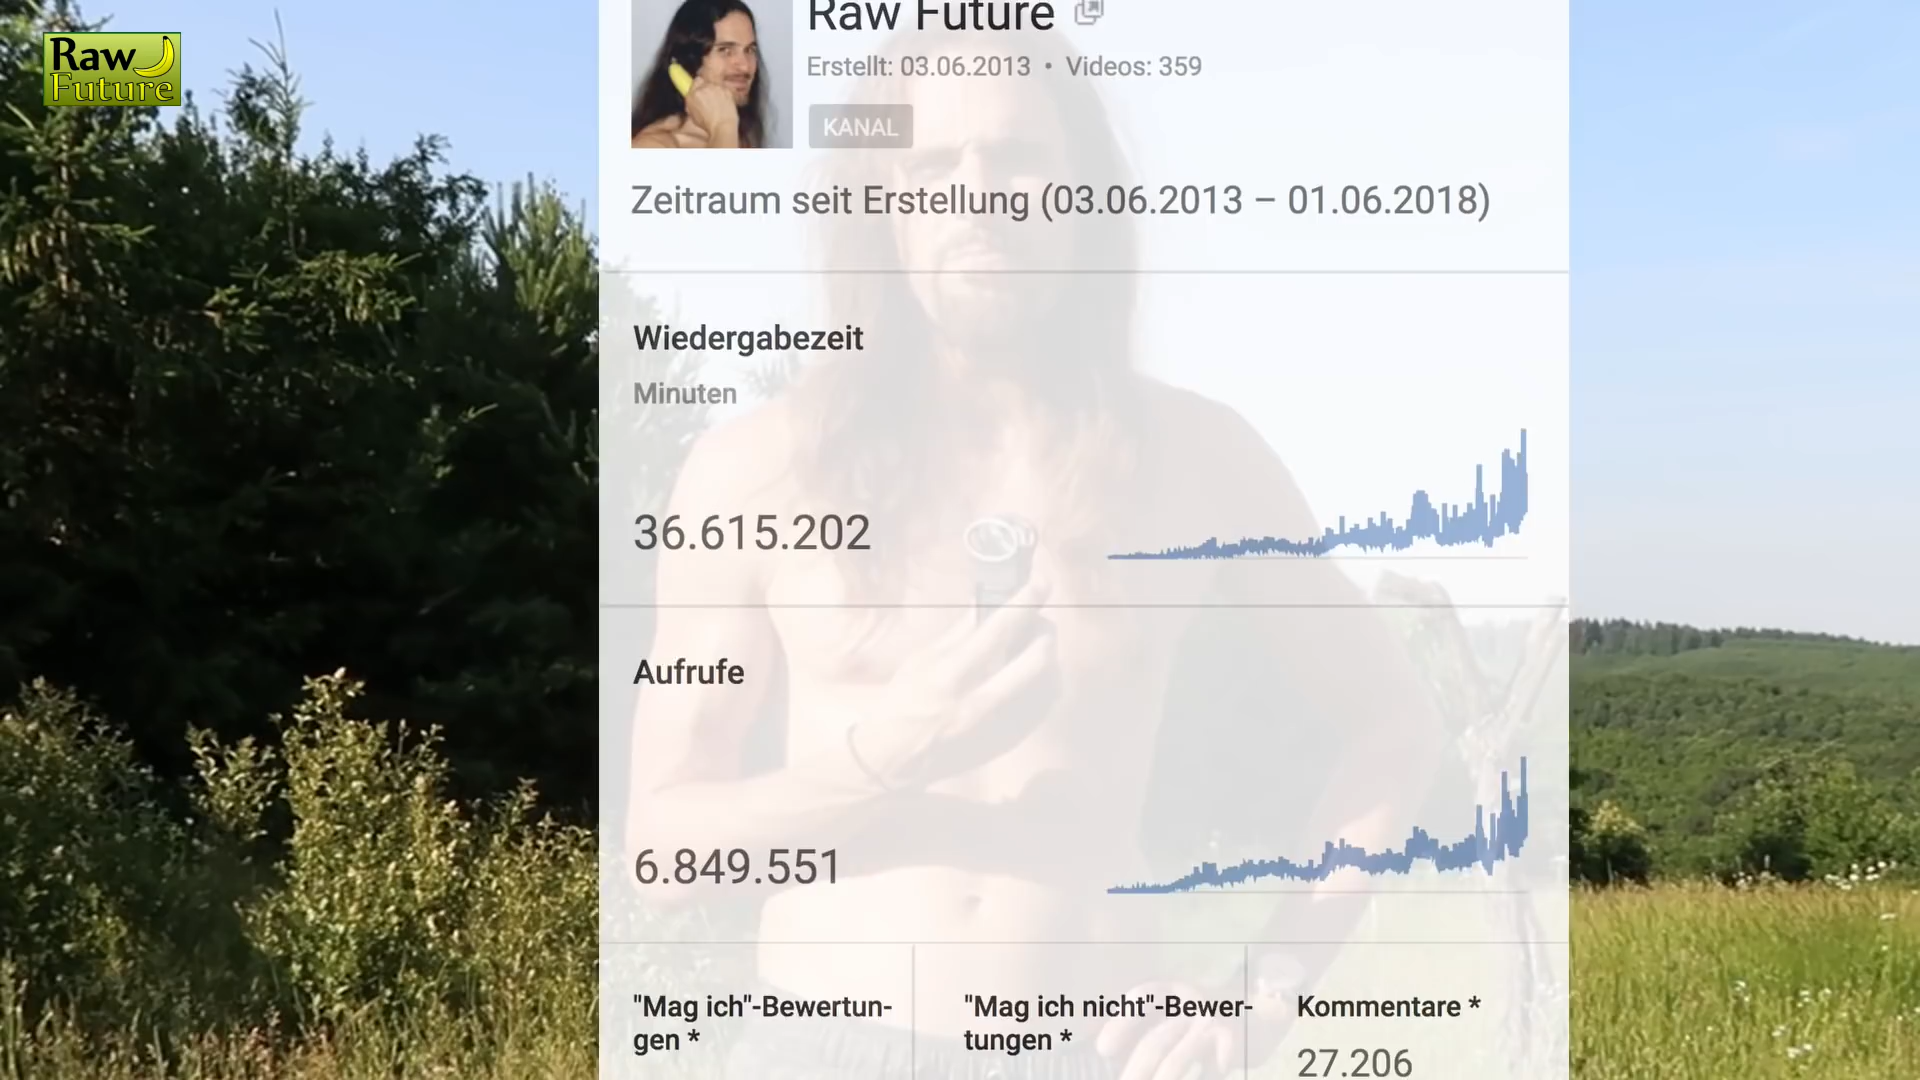 Raw
Future
Raw Future
Erstellt: 03.06.2013 • Videos: 359
KANAL
Zeitraum seit Erstellung (03.06.2013 – 01.06.2018)
Wiedergabezeit
Minuten
36.615.202
Aufrufe
6.849.551
"Mag ich"-Bewertun-
gen *
"Mag ich nicht"-Bewer-
tungen *
Kommentare *
27.206